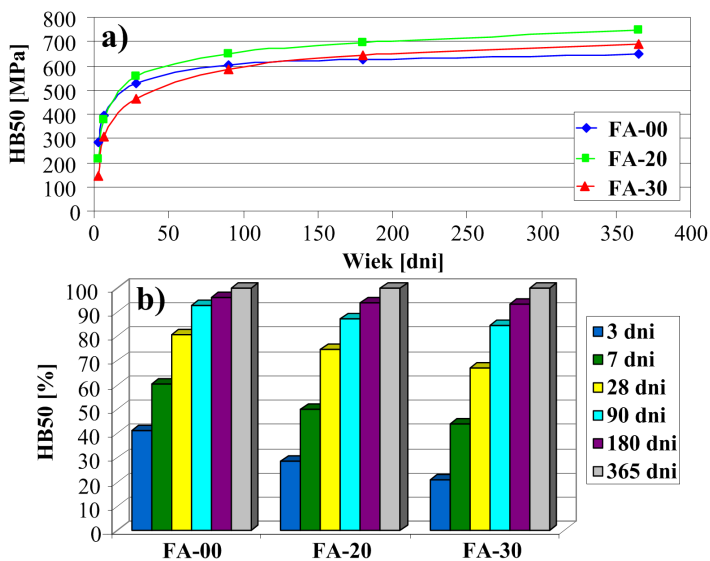 a)
HB50 [MPa]
800
700
600
500
400
300
200
100
0
0 50 100 150 200 250 300 350 400
Wiek [dni]
FA-00
FA-20
FA-30
b)
HB50 [%]
100
90
80
70
60
50
40
30
20
10
0
FA-00 FA-20 FA-30
3 dni
7 dni
28 dni
90 dni
180 dni
365 dni